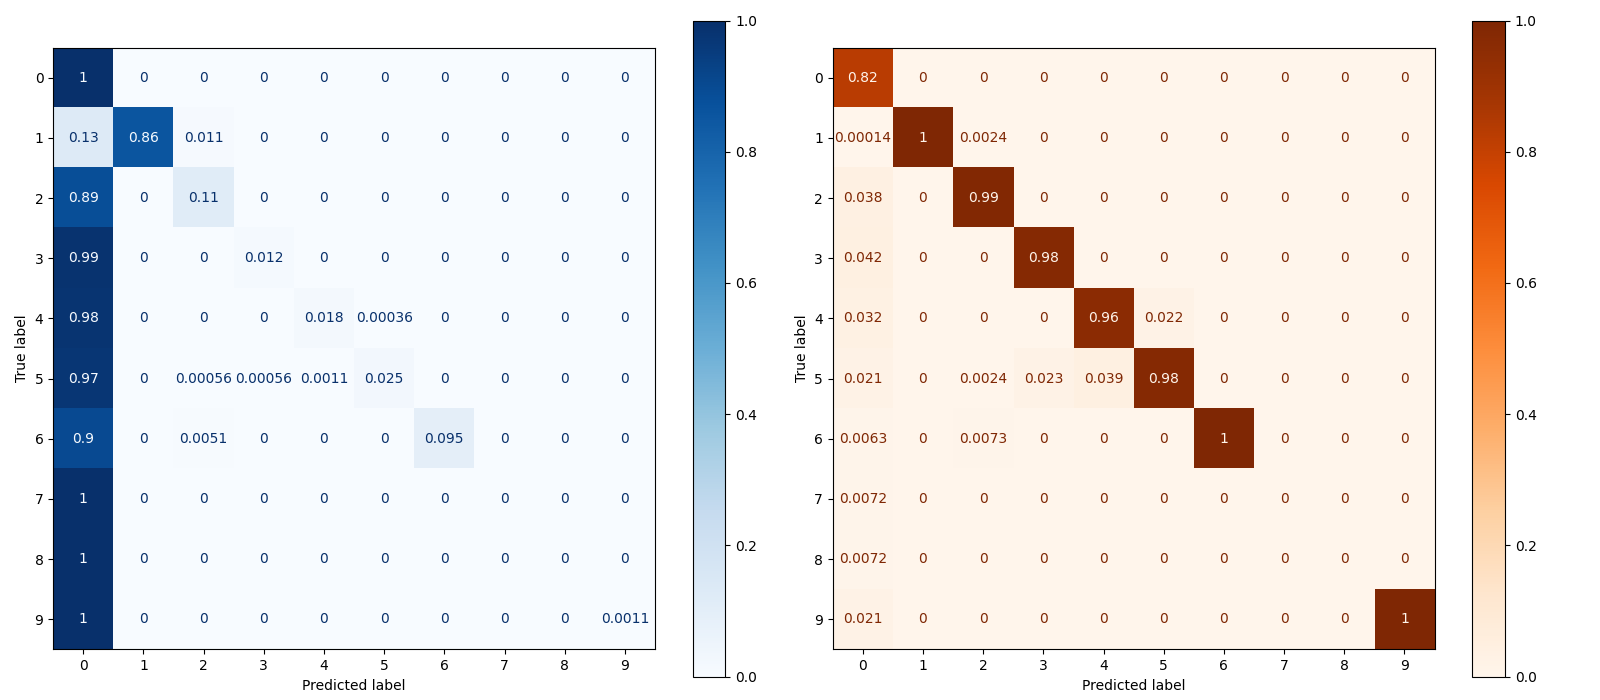 0 1 0 0 0 0 0 0 0 0 0
1 0.13 0.86 0.011 0 0 0 0 0 0 0
2 0.89 0 0.11 0 0 0 0 0 0 0
3 0.99 0 0 0.012 0 0 0 0 0 0
4 0.98 0 0 0 0.018 0.00036 0 0 0 0
5 0.97 0 0.00056 0.00056 0.0011 0.025 0 0 0 0
6 0.9 0 0.0051 0 0 0 0.095 0 0 0
7 1 0 0 0 0 0 0 0 0 0
8 1 0 0 0 0 0 0 0 0 0
9 1 0 0 0 0 0 0 0 0 0.0011
0 1 2 3 4 5 6 7 8 9
True label
Predicted label
1.0
0.8
0.6
0.4
0.2
0.0
0 0.82 0 0 0 0 0 0 0 0 0
1 0.00014 1 0.0024 0 0 0 0 0 0 0
2 0.038 0 0.99 0 0 0 0 0 0 0
3 0.042 0 0 0.98 0 0 0 0 0 0
4 0.032 0 0 0 0.96 0.022 0 0 0 0
5 0.021 0 0.0024 0.023 0.039 0.98 0 0 0 0
6 0.0063 0 0.0073 0 0 0 1 0 0 0
7 0.0072 0 0 0 0 0 0 0 0 0
8 0.0072 0 0 0 0 0 0 0 0 0
9 0.021 0 0 0 0 0 0 0 0 1
0 1 2 3 4 5 6 7 8 9
True label
Predicted label
1.0
0.8
0.6
0.4
0.2
0.0